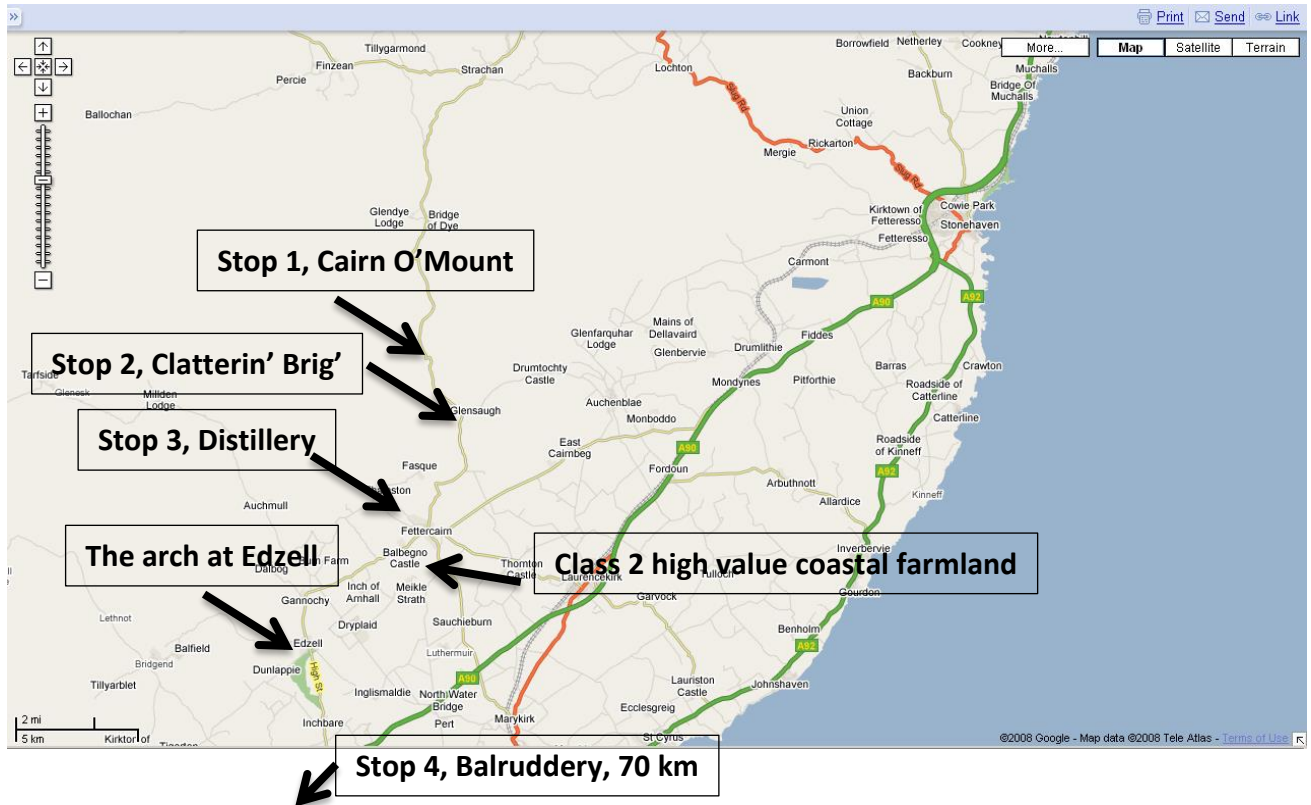 »
Print Send Link
More... Map Satellite Terrain
Tillygarmond
Finzean
Strachan
Percie
Ballochan
Lochton
Borrowfield
Netherley
Cookney
Muchalls
Backburn
Bridge Of
Muchalls
Slug Rd
Union
Cottage
Rickarton
Mergie
Slug Rd
Kirktown of
Fetteresso
Cowie Park
Stonehaven
Fetteresso
Glendye
Lodge
Bridge
of Dye
Stop 1, Cairn O’Mount
Carmont
A90
A92
Mains of
Dellavaird
Glenfarquhar
Lodge
Glenbervie
Drumlithie
Fiddes
Stop 2, Clatterin’ Brig’
Tarfside
Glenesk
Millden
Lodge
Drumtochty
Castle
Mondynes
Pitforthie
Barras
Crawton
Roadside of
Catterline
Catterline
Glensaugh
Auchenblae
Monboddo
Stop 3, Distillery
East
Cairnbeg
A90
Roadside
of Kinneff
A92
Fasque
Fordoun
Arbuthnott
Kinneff
Allardice
Auchmull
Fettercairn
Inverbervie
The arch at Edzell
Balbegno
Castle
Thornton
Castle
Class 2 high value coastal farmland
Laurencekirk
Gourdon
Dalbog
Inch of
Arnhall
Meikle
Strath
Garvock
Gannochy
Lethnot
Dryplaid
Sauchieburn
Benholm
A92
Balfield
Edzell
Luthermuir
Bridgend
Dunlappie
High St
A90
Tillyarblet
Inglismaldie
North Water
Bridge
Lauriston
Castle
Johnshaven
Ecclesgreig
Inchbare
Pert
Marykirk
St Cyrus
2 mi
5 km
Kirkton of
©2008 Google - Map data ©2008 Tele Atlas - Terms of Use
Stop 4, Balruddery, 70 km